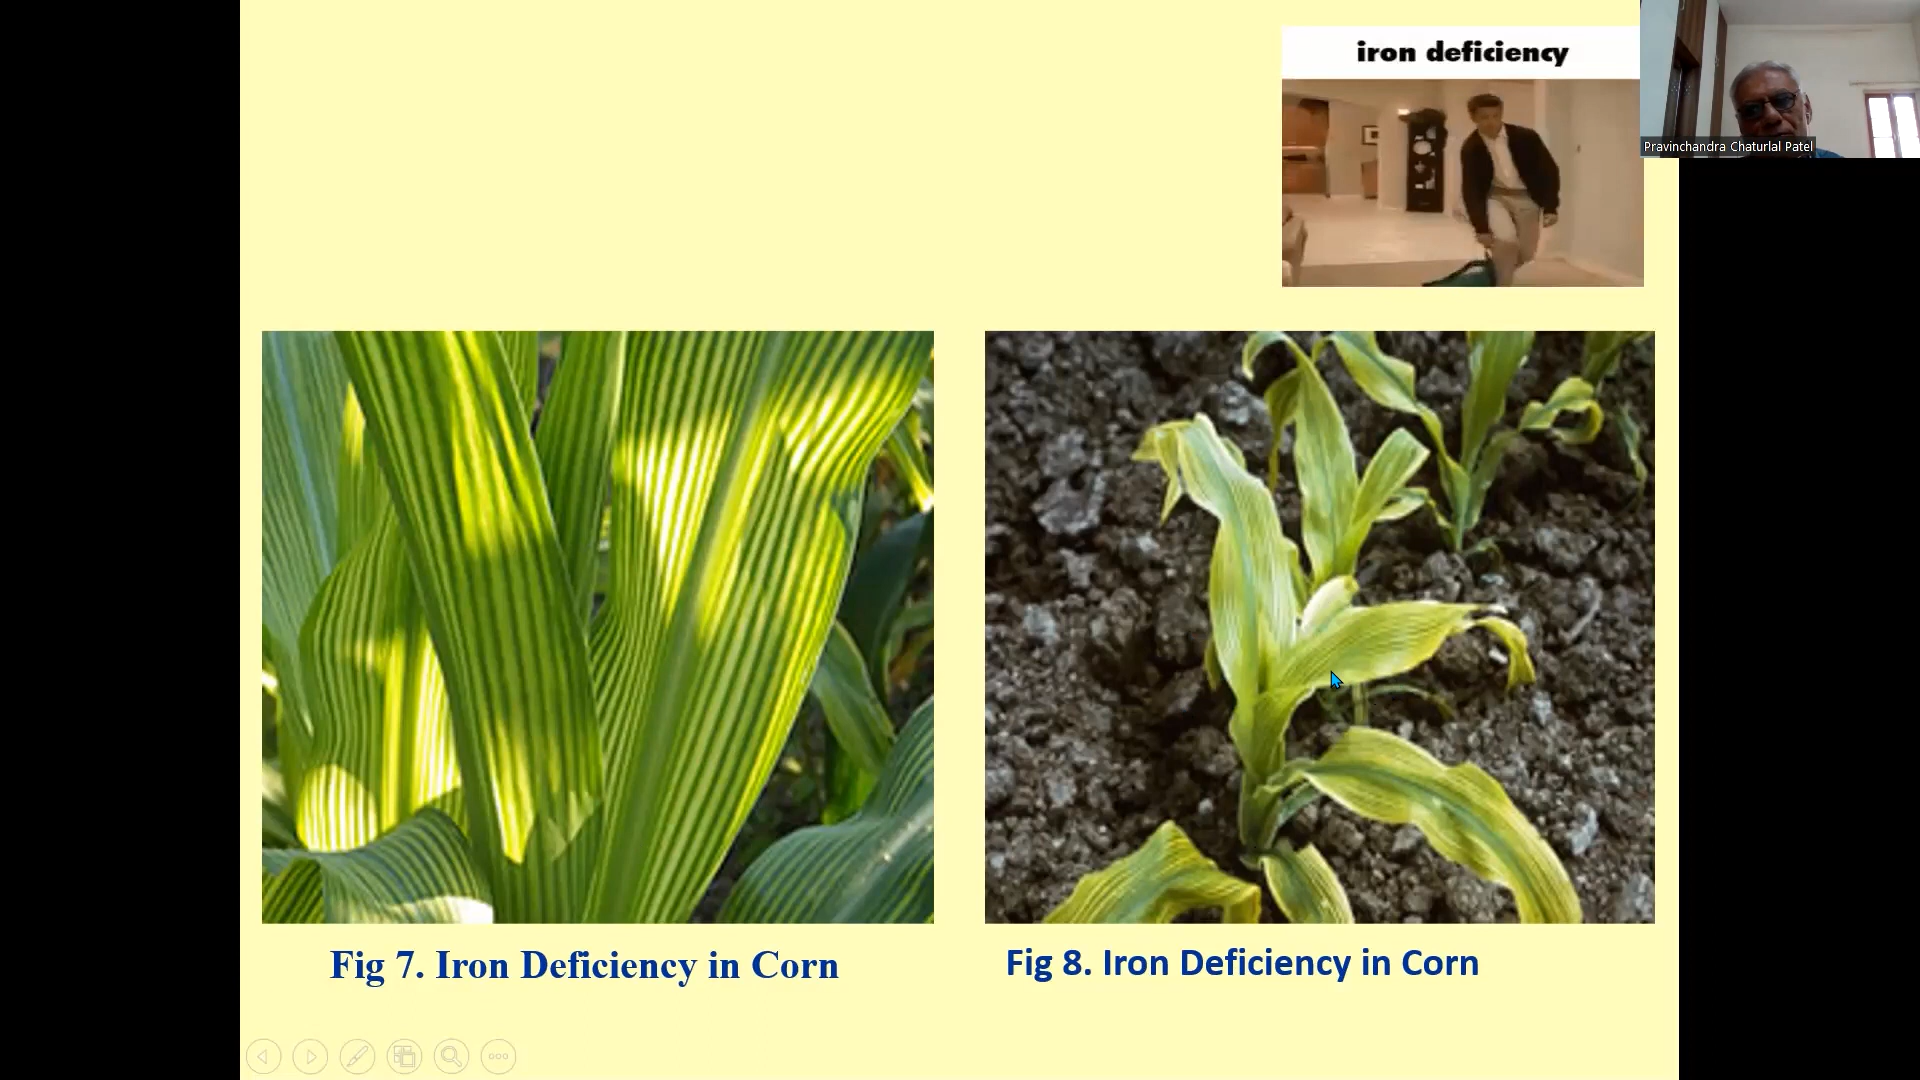 iron deficiency
Pravinchandra Chaturlal Patel
Fig 7. Iron Deficiency in Corn
Fig 8. Iron Deficiency in Corn